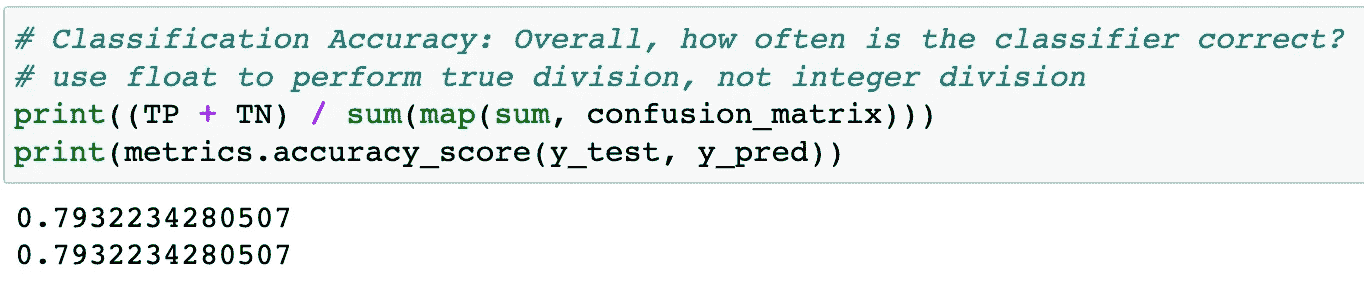 # Classification Accuracy: Overall, how often is the classifier correct?
# use float to perform true division, not integer division
print((TP + TN) / sum(map(sum, confusion_matrix)))
print(metrics.accuracy_score(y_test, y_pred))
0.7932234280507
0.7932234280507